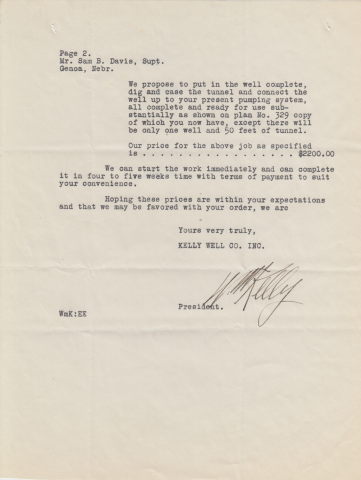 Page 2.
Mr. Sam B. Davis, Supt.
Genoa, Nebr.
We propose to put in the well complete,
dig and case the tunnel and connect the
well up to your present pumping system,
all complete and ready for use sub-
stantially as shown on plan No. 329 copy
of which you now have, except there will
be only one well and 50 feet of tunnel.
Our price for the above job as specified
is . . . . . . . . . . . . . . . . . . $2200.00
We can start the work immediately and can complete
it in four to five weeks time with terms of payment to suit
your convenience.
Hoping these prices are within your expectations
and that we may be favored with your order, we are
Yours very truly,
KELLY WELL CO. INC.
W M Kelly
President.
WmK:EE